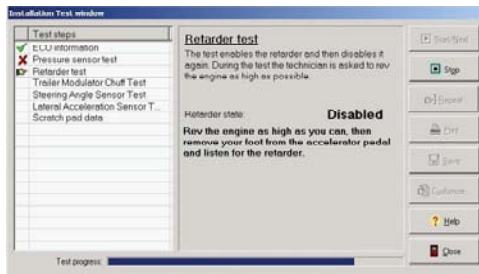 Installation Test window
Test steps
ECU information
Pressure sensor test
Retarder test
Trailer Modulator Chuff Test
Steering Angle Sensor Test
Lateral Acceleration Sensor T...
Scratch pad data
Retarder test
The test enables the retarder and then disables it
again. During the test the technician is asked to rev
the engine as high as possible.
Retarder state: Disabled
Rev the engine as high as you can, then
remove your foot from the accelerator pedal
and listen for the retarder.
Start/Next
Stop
Repeat
Print
Save
Customize
Help
Close
Test progress: